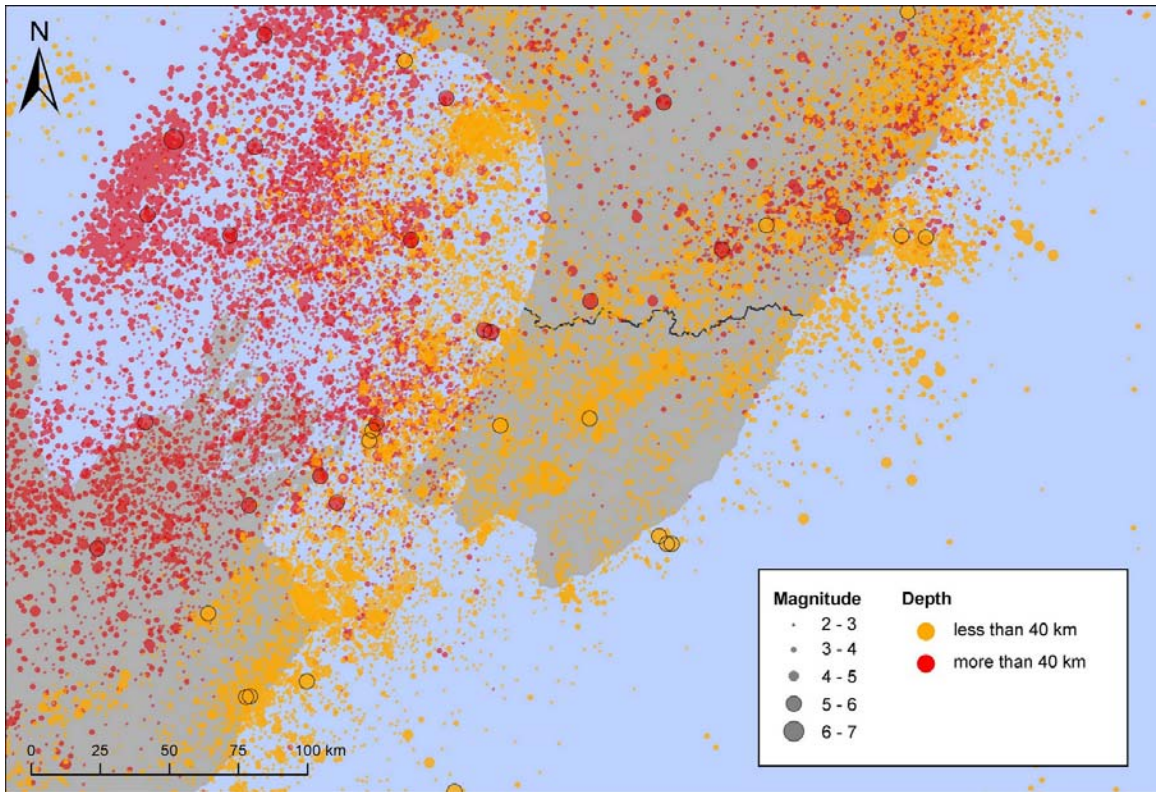 N
Magnitude
2 - 3
3 - 4
4 - 5
5 - 6
6 - 7
Depth
less than 40 km
more than 40 km
0 25 50 75 100 km